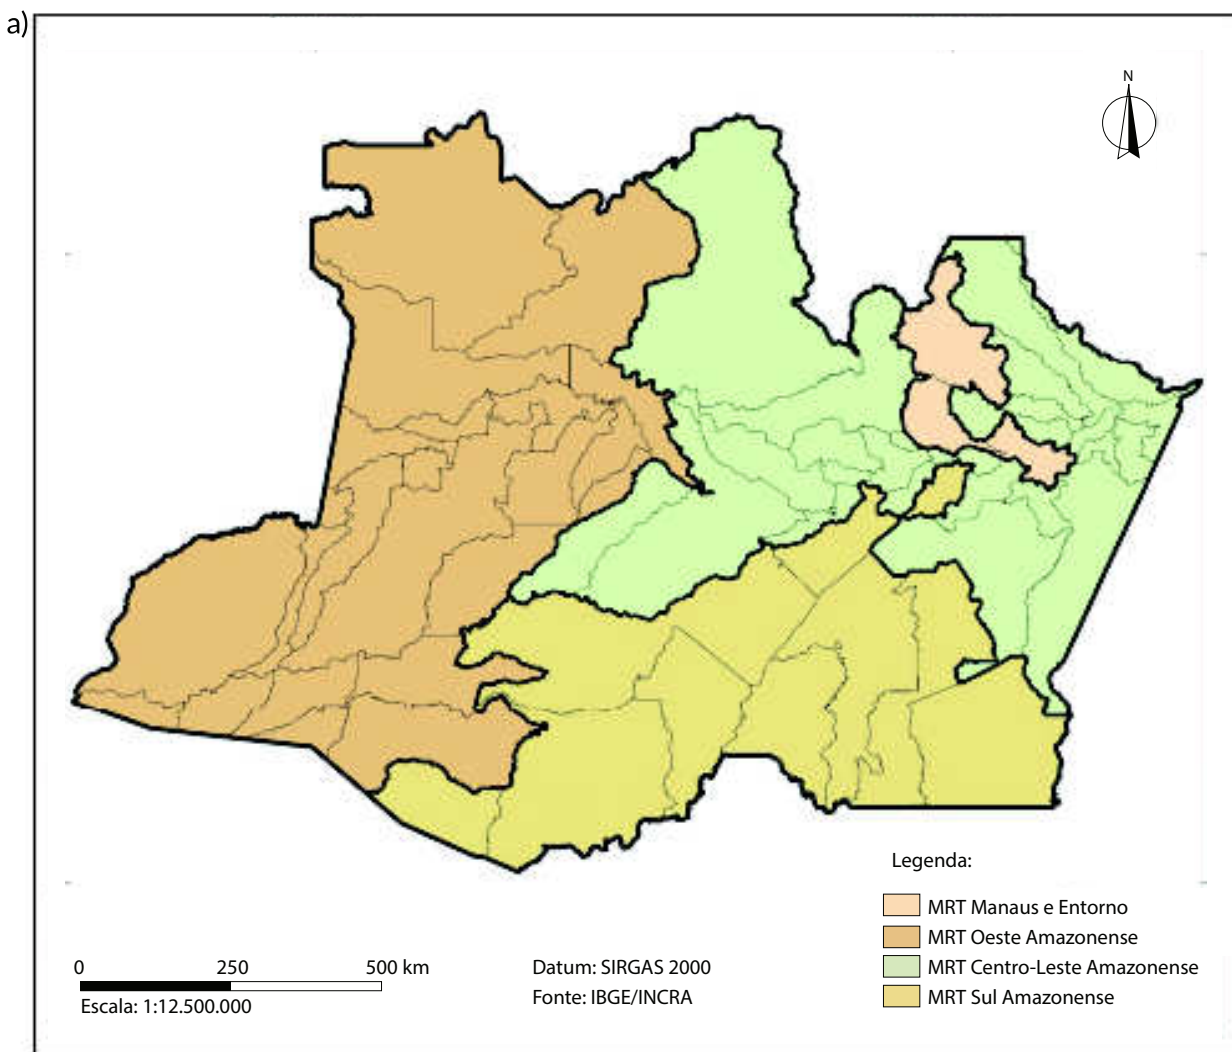 a)
N
Legenda:
MRT Manaus e Entorno
MRT Oeste Amazonense
MRT Centro-Leste Amazonense
MRT Sul Amazonense
0 250 500 km
Escala: 1:12.500.000
Datum: SIRGAS 2000
Fonte: IBGE/INCRA